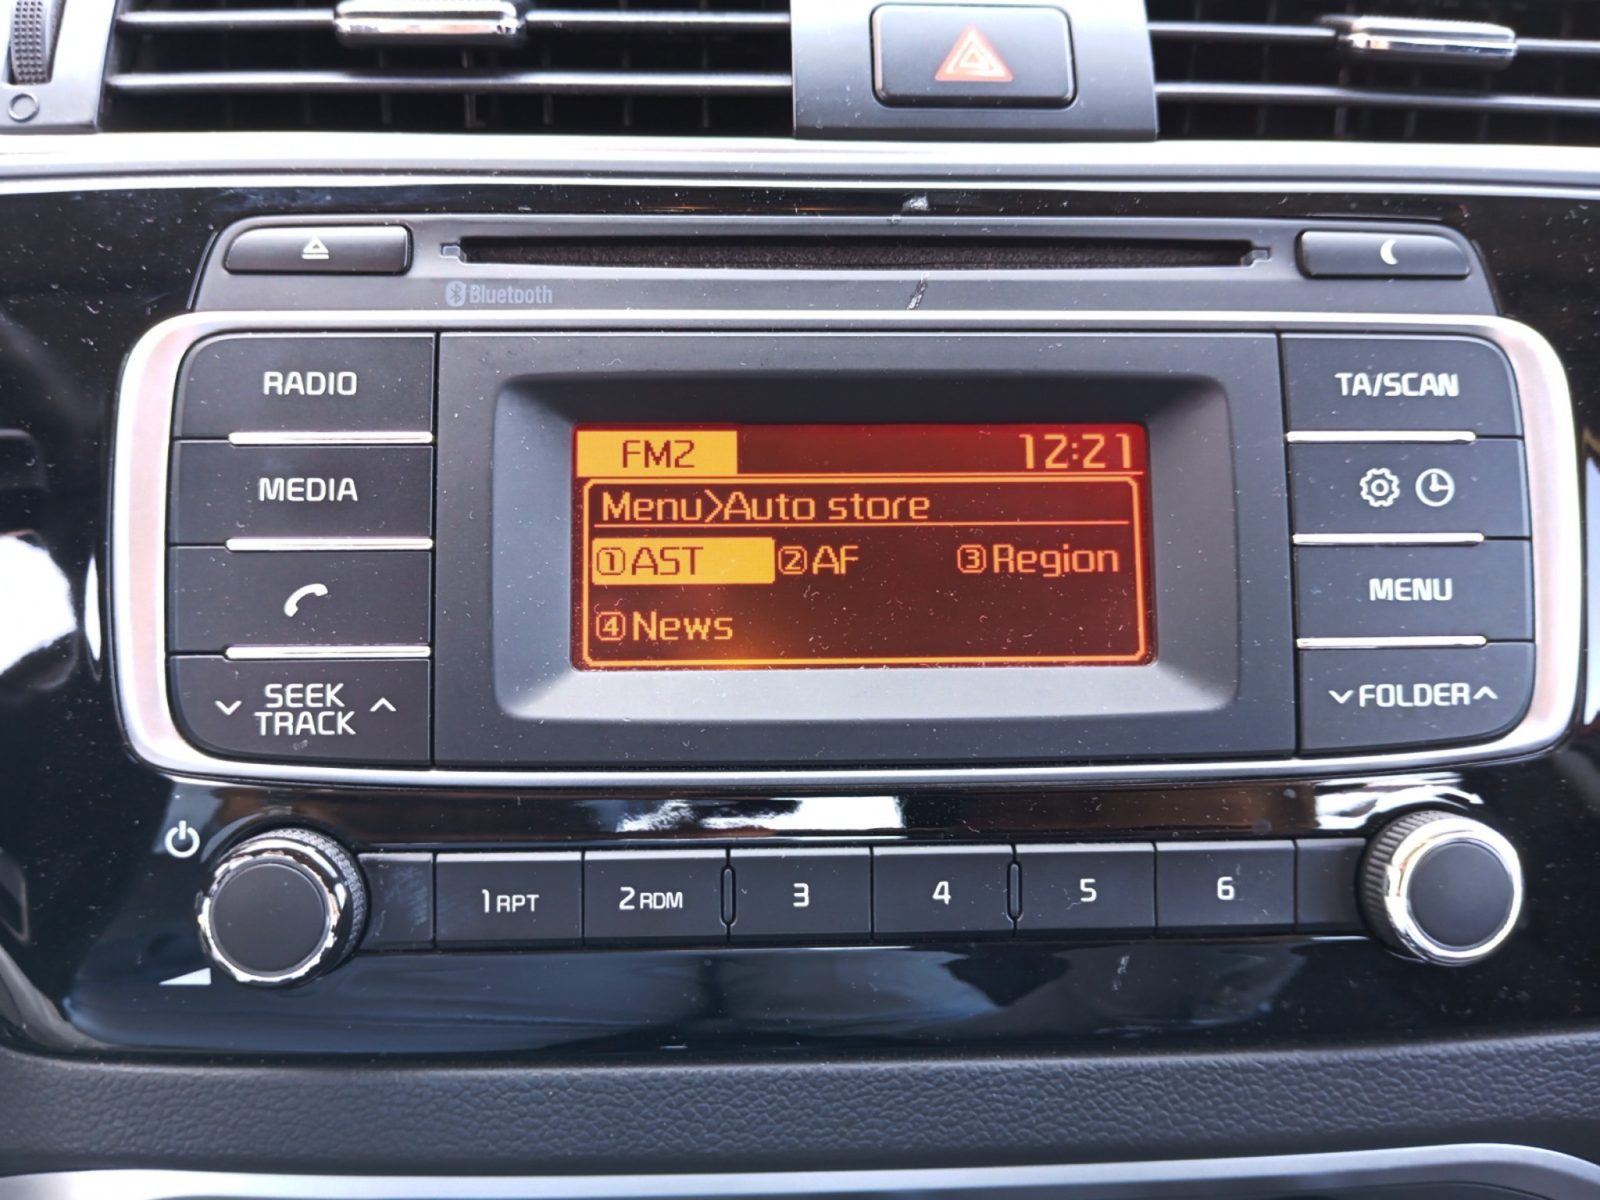 Bluetooth
RADIO
TA/SCAN
FM2 12:21
Menu>Auto store
MEDIA
①AST ②AF ③Region
MENU
④News
SEEK
TRACK
FOLDER
1 RPT 2 RDM 3 4 5 6